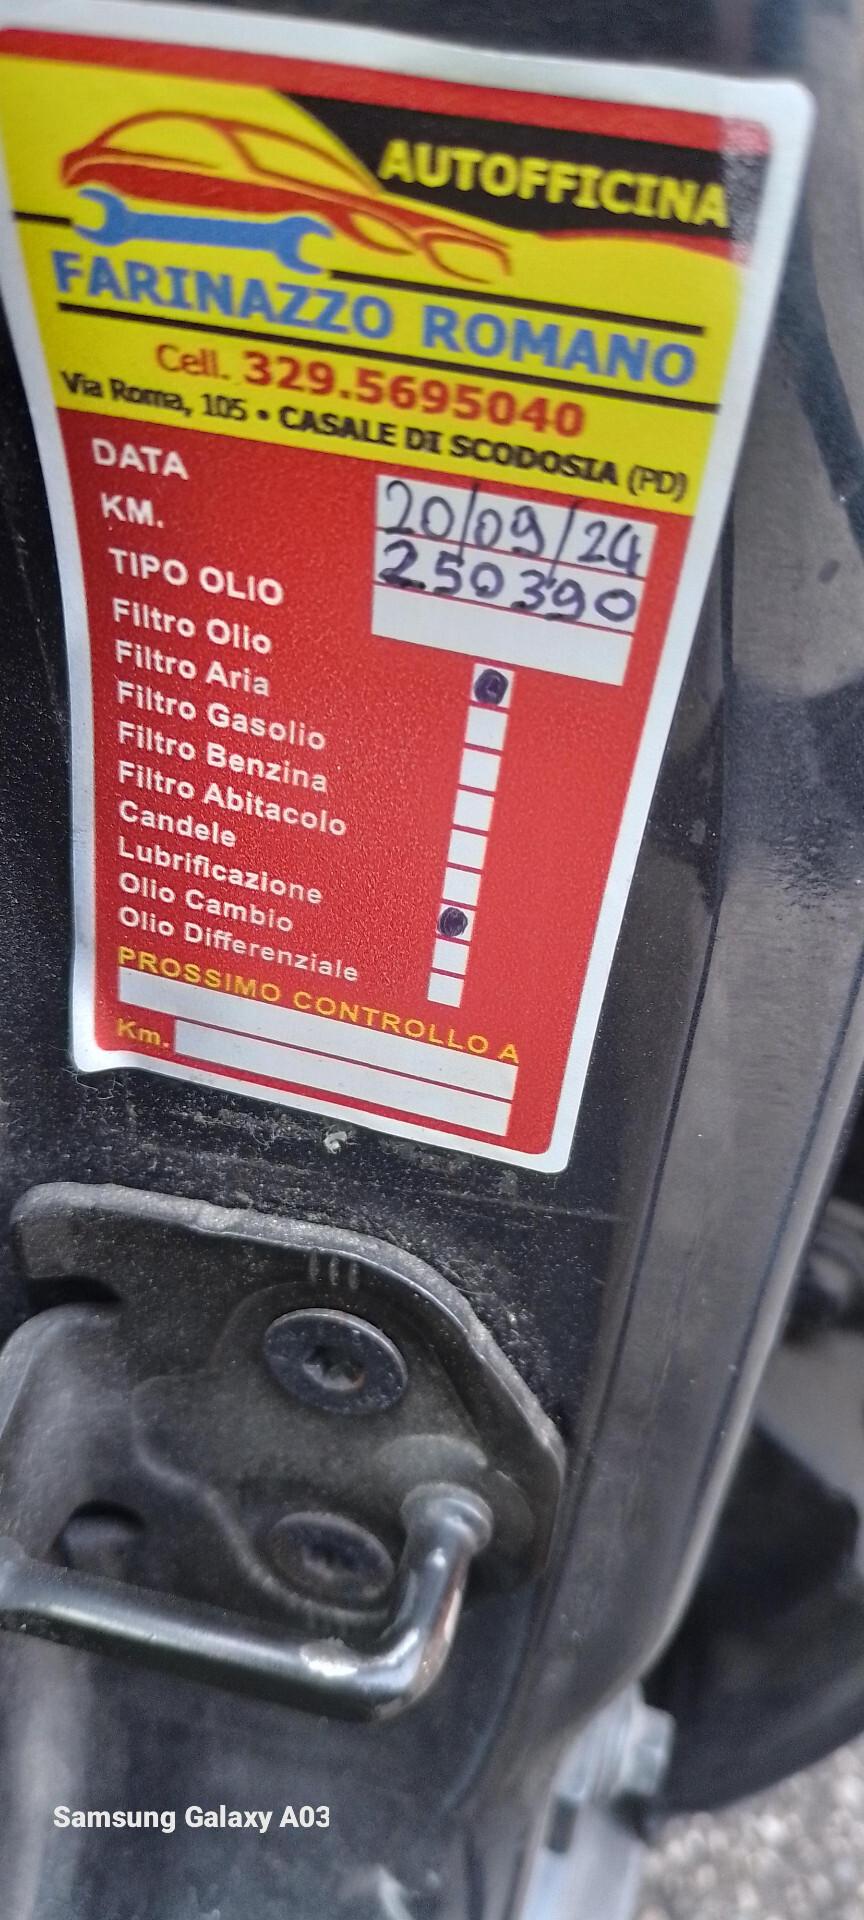 AUTOFFICINA
FARINAZZO ROMANO
Cell. 329.5695040
Via Roma, 105 • CASALE DI SCODOSIA (PD)
DATA 20/09/24
KM. 250390
TIPO OLIO
Filtro Olio
Filtro Aria
Filtro Gasolio
Filtro Benzina
Filtro Abitacolo
Candele
Lubrificazione
Olio Cambio
Olio Differenziale
PROSSIMO CONTROLLO A
Km.
Samsung Galaxy A03